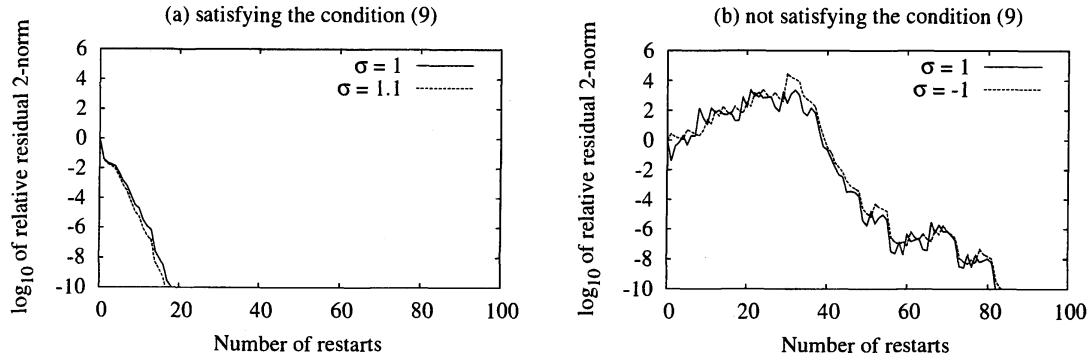 (a) satisfying the condition (9)
log10 of relative residual 2-norm
6
4
2
0
-2
-4
-6
-8
-10
σ = 1
σ = 1.1
0 20 40 60 80 100
Number of restarts
(b) not satisfying the condition (9)
log10 of relative residual 2-norm
6
4
2
0
-2
-4
-6
-8
-10
σ = 1
σ = -1
0 20 40 60 80 100
Number of restarts